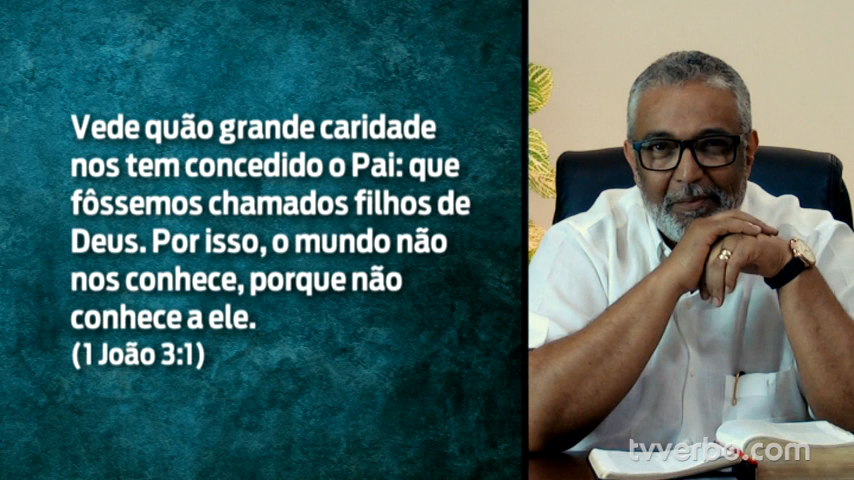 Vede quão grande caridade
nos tem concedido o Pai: que
fôssemos chamados filhos de
Deus. Por isso, o mundo não
nos conhece, porque não
conhece a ele.
(1 João 3:1)
tvverbo.com